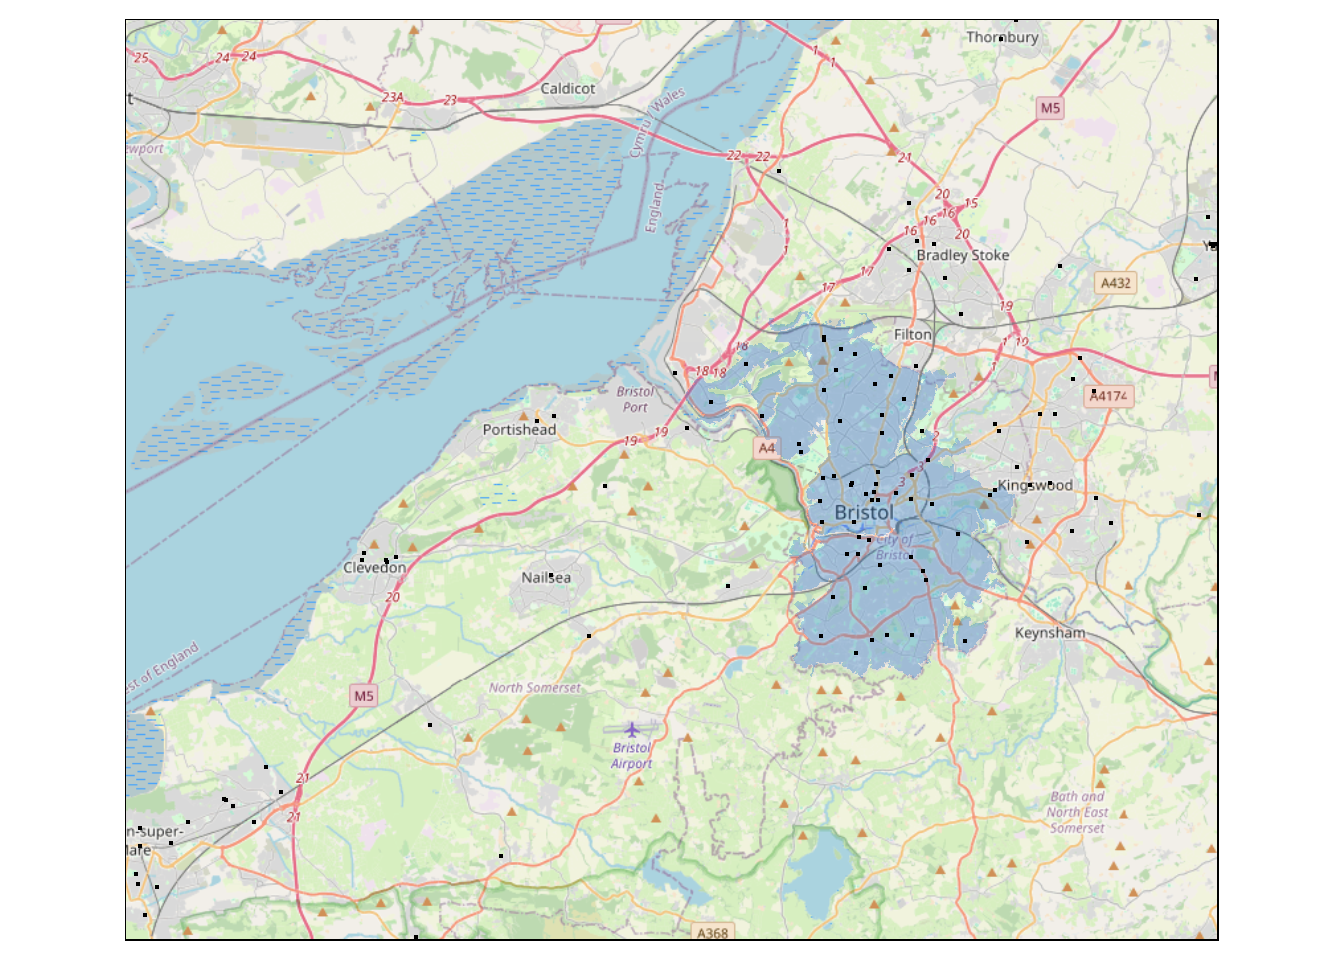 Thornbury
25
24
24
t
23A
23
Caldicot
1
1
M5
ewport
Cymru / Wales
England
22
22
21
20
15
16
16
16
20
1
Bradley Stoke
17
17
A432
19
Filton
18
18
18
1
19
1
Bristol
Port
A4174
Portishead
19
19
A4
2
3
3
Kingswood
Bristol
City of
Bristol
Clevedon
Nailsea
20
Keynsham
est of England
M5
North Somerset
Bristol
Airport
21
21
Bath and
North East
Somerset
n-super-
Mare
A368